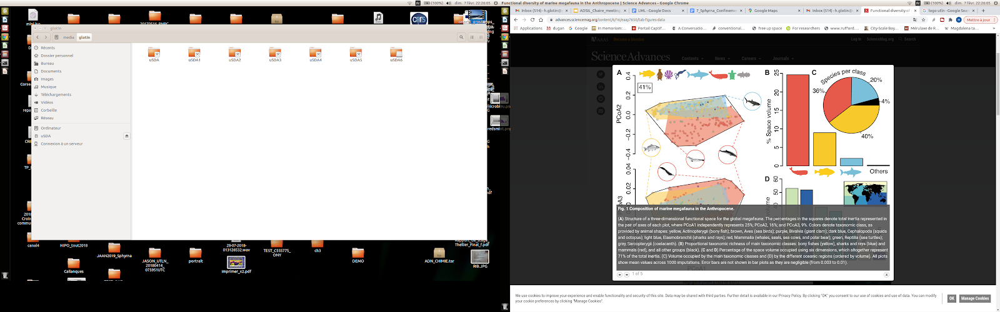 Fr
(100%)
dim. 7 févr. 22:26:05
Functional diversity of marine megafauna in the Anthropocene | Science Advances - Google Chrome
Fr
(100%)
dim. 7 févr. 22:26:05
glotin
media
glotin
Récents
Dossier personnel
Bureau
Documents
Images
Musique
Téléchargements
Vidéos
Corbeille
Réseau
Ordinateur
uSDA
Connexion à un serveur
uSDA
uSDA1
uSDA2
uSDA3
uSDA4
uSDA5
uSDA6
canal4
HIPO_tout2018
Callanques
JAAN2019_Sphyrna
JASON_UTLN_
20180414_
075951UTC
portrait
28-07-2018-
013126532.wav
Imprimer_x2.pdf
TEST_C55577S_
ONY
ch3
DEMO
ADN_CHIMIE.tar
RIB.JPG
Inbox (514) - h.glotin@
ADSIL_Chaire_meeting
LML - Google Docs
7_Sphyrna_Confinemen
Google Maps
Inbox (514) - h.glotin@
Functional diversity of
logo utln - Google Sear
advances.sciencemag.org/content/6/16/eaay7650/tab-figures-data
Mettre à jour
Applications
dugan
Google
In memoriam:...
Portail Captif...
A Conversatio...
conventional...
free up space
For researchers
www.rufford....
City-Scale Bay...
Mérulaxe de R...
Magdalena ta...
AAAS
Become a Member
Log In
ScienceMag.org
Search
ScienceAdvances
Contents
News
Careers
Journals
A
41%
PCoA2
0.4
0.2
0.0
−0.2
−0.4
0.04
0.02
B
% Space volume
25
20
15
10
5
0
Others
C
Species per class
36%
20%
4%
40%
D
60
50
Fig. 1 Composition of marine megafauna in the Anthropocene.
(A) Structure of a three-dimensional functional space for the global megafauna. The percentages in the squares denote total inertia represented in
the pair of axes of each plot, where PCoA1 independently represents 25%; PCoA2, 16%; and PCoA3, 9%. Colors denote taxonomic class, as
provided by animal shapes: yellow, Actinopterygii (bony fish); brown, Aves (sea birds); purple, Bivalvia (giant clam); dark blue, Cephalopoda (squids
and octopus); light blue, Elasmobranchii (sharks and rays); red, Mammalia (whales, seals, sea cows, and polar bear); green, Reptilia (sea turtles);
gray, Sarcopterygii (coelacanth). (B) Proportional taxonomic richness of main taxonomic classes: bony fishes (yellow), sharks and rays (blue) and
mammals (red), and all other groups (black). (C and D) Percentage of the space volume occupied using six dimensions, which altogether represent
71% of the total inertia. (C) Volume occupied by the main taxonomic classes and (D) by the different oceanic regions (ordered by volume). All plots
show mean values across 1000 imputations. Error bars are not shown in bar plots as they are negligible (from 0.003 to 0.01).
1 of 5
We use cookies to improve your experience and enable functionality and security of this site. Data may be shared with third parties. Further detail is available in our Privacy Policy. By clicking "OK" you consent to our use of cookies and use of data. You can modify
your cookie preferences by clicking "Manage Cookies".
OK
Manage Cookies